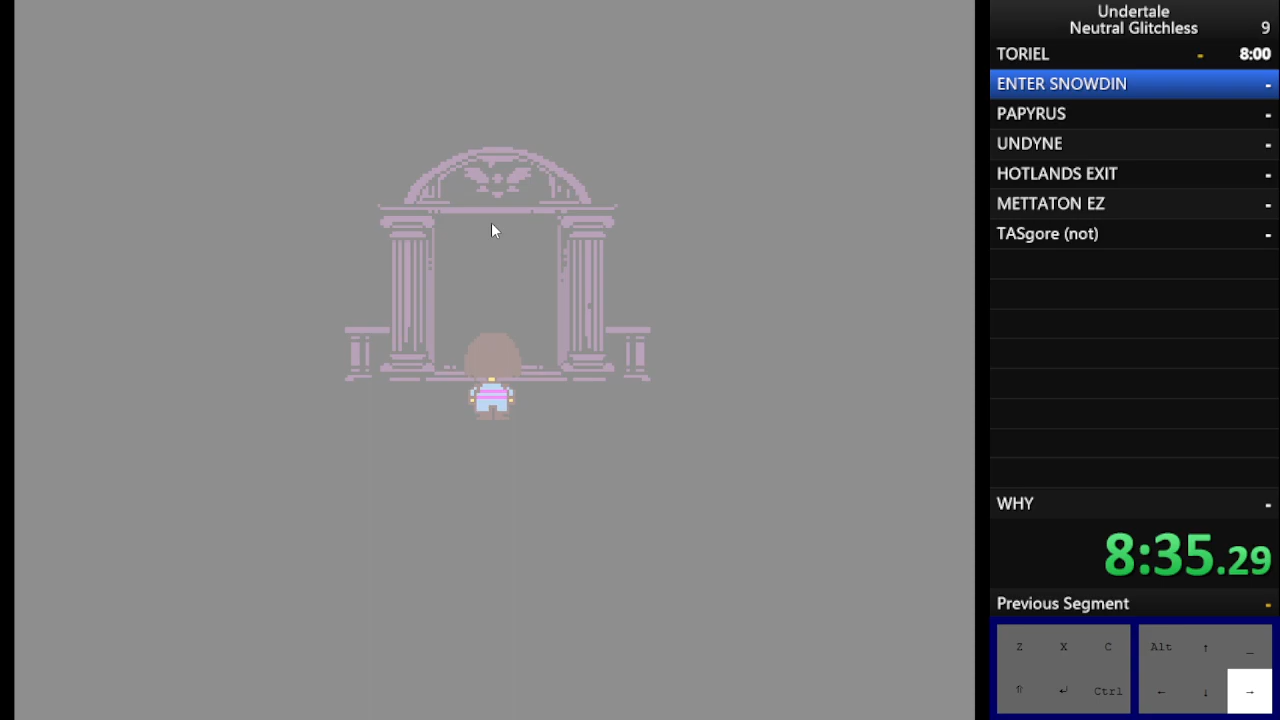 Undertale
Neutral Glitchless 9
TORIEL - 8:00
ENTER SNOWDIN -
PAPYRUS -
UNDYNE -
HOTLANDS EXIT -
METTATON EZ -
TASgore (not) -
WHY -
8:35.29
Previous Segment -
Z X C Alt ↑ _
⇧ ↵ Ctrl ← ↓ →